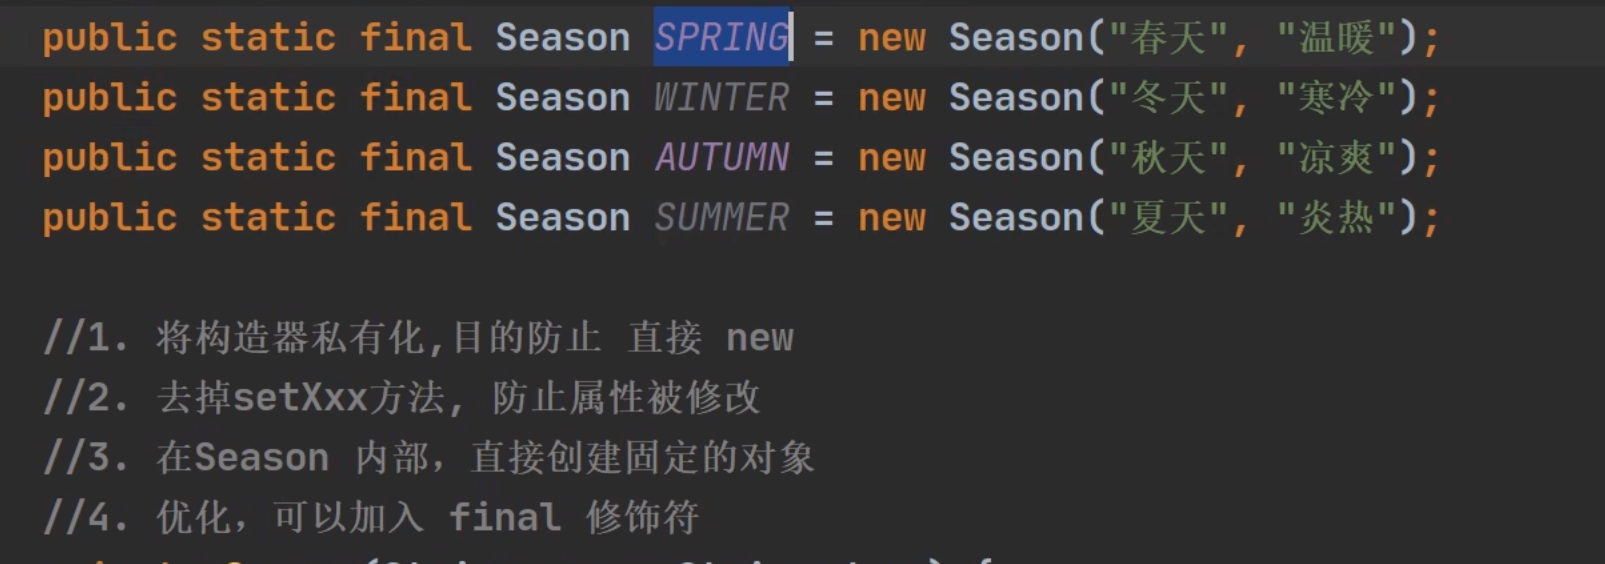 public static final Season SPRING = new Season("春天", "温暖");
public static final Season WINTER = new Season("冬天", "寒冷");
public static final Season AUTUMN = new Season("秋天", "凉爽");
public static final Season SUMMER = new Season("夏天", "炎热");
//1. 将构造器私有化,目的防止 直接 new
//2. 去掉setXxx方法, 防止属性被修改
//3. 在Season 内部，直接创建固定的对象
//4. 优化，可以加入 final 修饰符